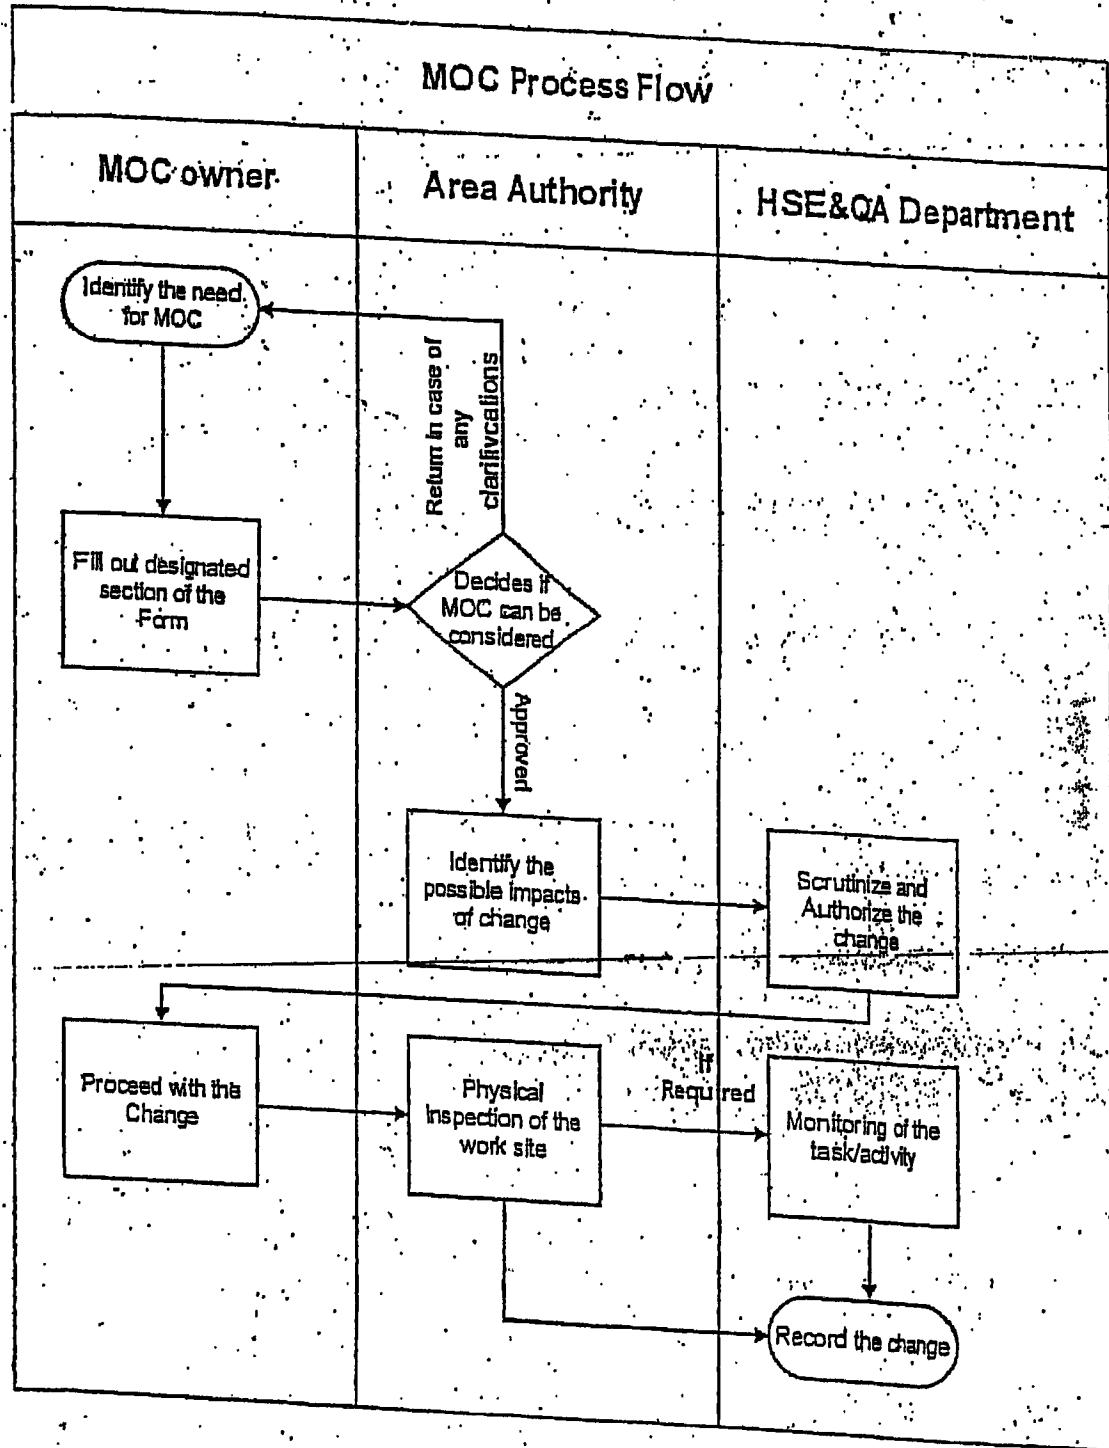 MOC Process Flow
MOC owner
Area Authority
HSE&QA Department
Identify the need
for MOC
Return in case of
any
clarifivcations
Fill out designated
section of the
Form
Decides if
MOC can be
considered
Approved
Identify the
possible impacts
of change
Scrutinize and
Authorize the
change
Proceed with the
Change
Physical
Inspection of the
work site
If
Required
Monitoring of the
task/activity
Record the change